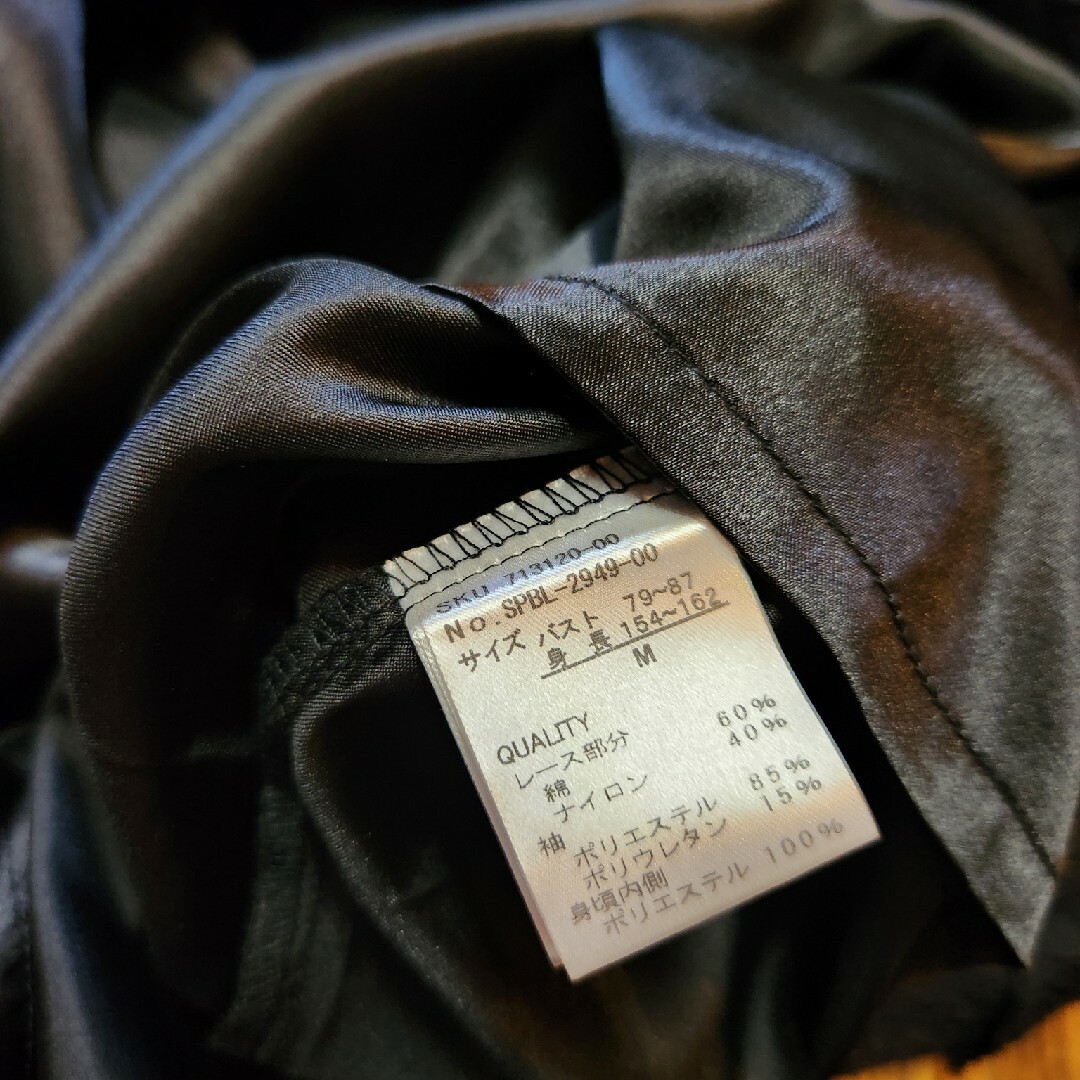 SKU 713120-00
No.SPBL-2949-00
サイズ バスト 79~87
身長 154~162
M
QUALITY
レース部分
綿 60%
ナイロン 40%
袖
ポリエステル 85%
ポリウレタン 15%
身頃内側
ポリエステル 100%